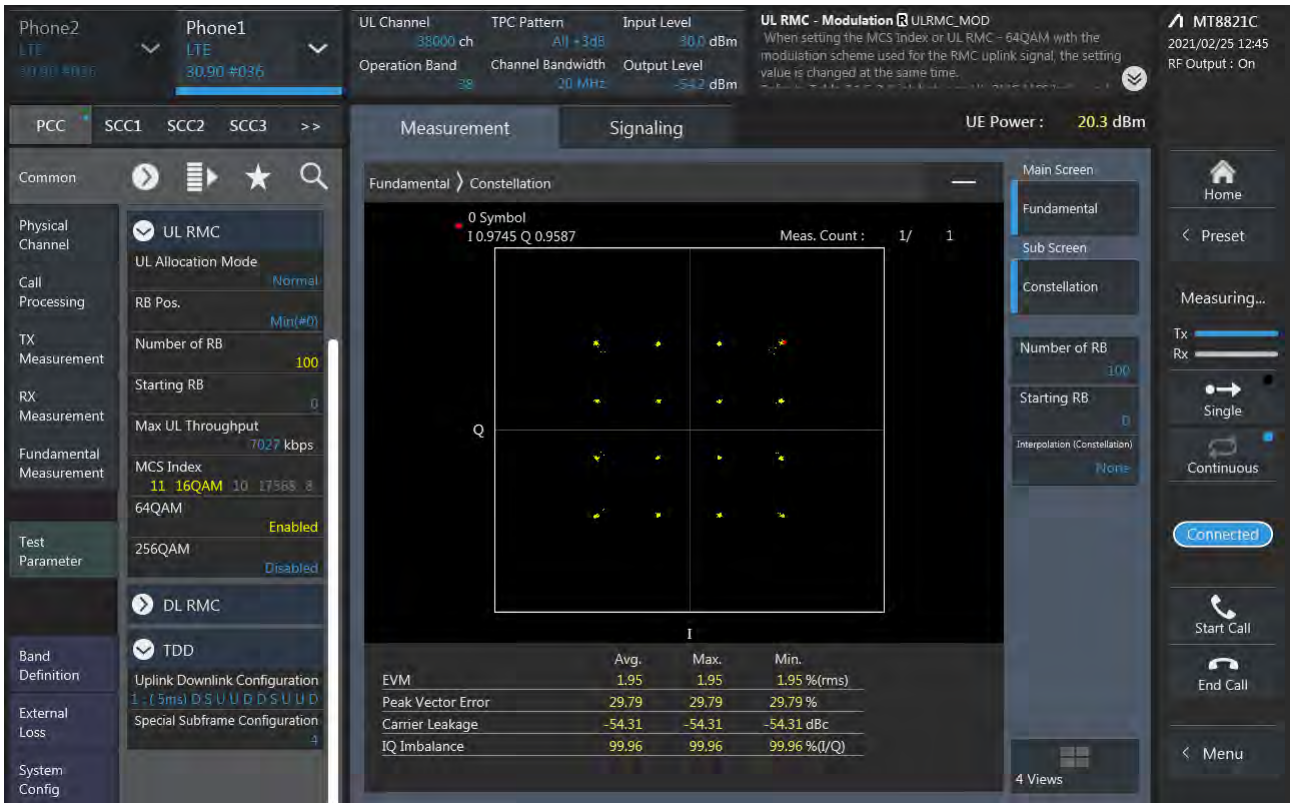 Phone2
LTE
30.90 #036
Phone1
LTE
30.90 #036
UL Channel
38000 ch
TPC Pattern
All +3dB
Input Level
30.0 dBm
Operation Band
38
Channel Bandwidth
20 MHz
Output Level
-54.2 dBm
UL RMC - Modulation R ULRMC_MOD
When setting the MCS Index or UL RMC - 64QAM with the
modulation scheme used for the RMC uplink signal, the setting
value is changed at the same time.
MT8821C
2021/02/25 12:45
RF Output : On
PCC
SCC1
SCC2
SCC3
>>
Measurement
Signaling
UE Power : 20.3 dBm
Common
Physical
Channel
Call
Processing
TX
Measurement
RX
Measurement
Fundamental
Measurement
Test
Parameter
Band
Definition
External
Loss
System
Config
UL RMC
UL Allocation Mode
Normal
RB Pos.
Min(#0)
Number of RB
100
Starting RB
0
Max UL Throughput
7027 kbps
MCS Index
11 16QAM 10 17568 8
64QAM
Enabled
256QAM
Disabled
DL RMC
TDD
Uplink Downlink Configuration
1 : ( 5ms) D S U U D D S U U D
Special Subframe Configuration
4
Fundamental 〉 Constellation
0 Symbol
I 0.9745 Q 0.9587
Meas. Count : 1/ 1
Q
I
Avg. Max. Min.
EVM 1.95 1.95 1.95 %(rms)
Peak Vector Error 29.79 29.79 29.79 %
Carrier Leakage -54.31 -54.31 -54.31 dBc
IQ Imbalance 99.96 99.96 99.96 %(I/Q)
Main Screen
Fundamental
Sub Screen
Constellation
Number of RB
100
Starting RB
0
Interpolation (Constellation)
None
4 Views
Home
< Preset
Measuring...
Tx
Rx
Single
Continuous
Connected
Start Call
End Call
< Menu